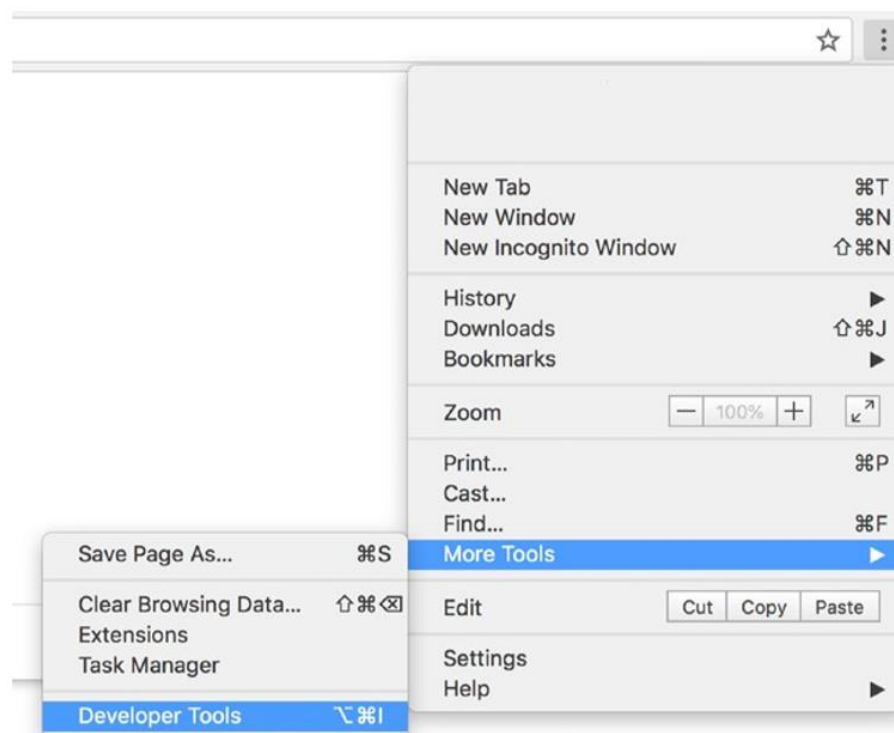 New Tab ⌘T
New Window ⌘N
New Incognito Window ⇧⌘N
History ▶
Downloads ⇧⌘J
Bookmarks ▶
Zoom — 100% +
Print... ⌘P
Cast...
Find... ⌘F
More Tools ▶
Edit Cut Copy Paste
Settings
Help ▶
Save Page As... ⌘S
Clear Browsing Data... ⇧⌘⌫
Extensions
Task Manager
Developer Tools ⌥⌘I